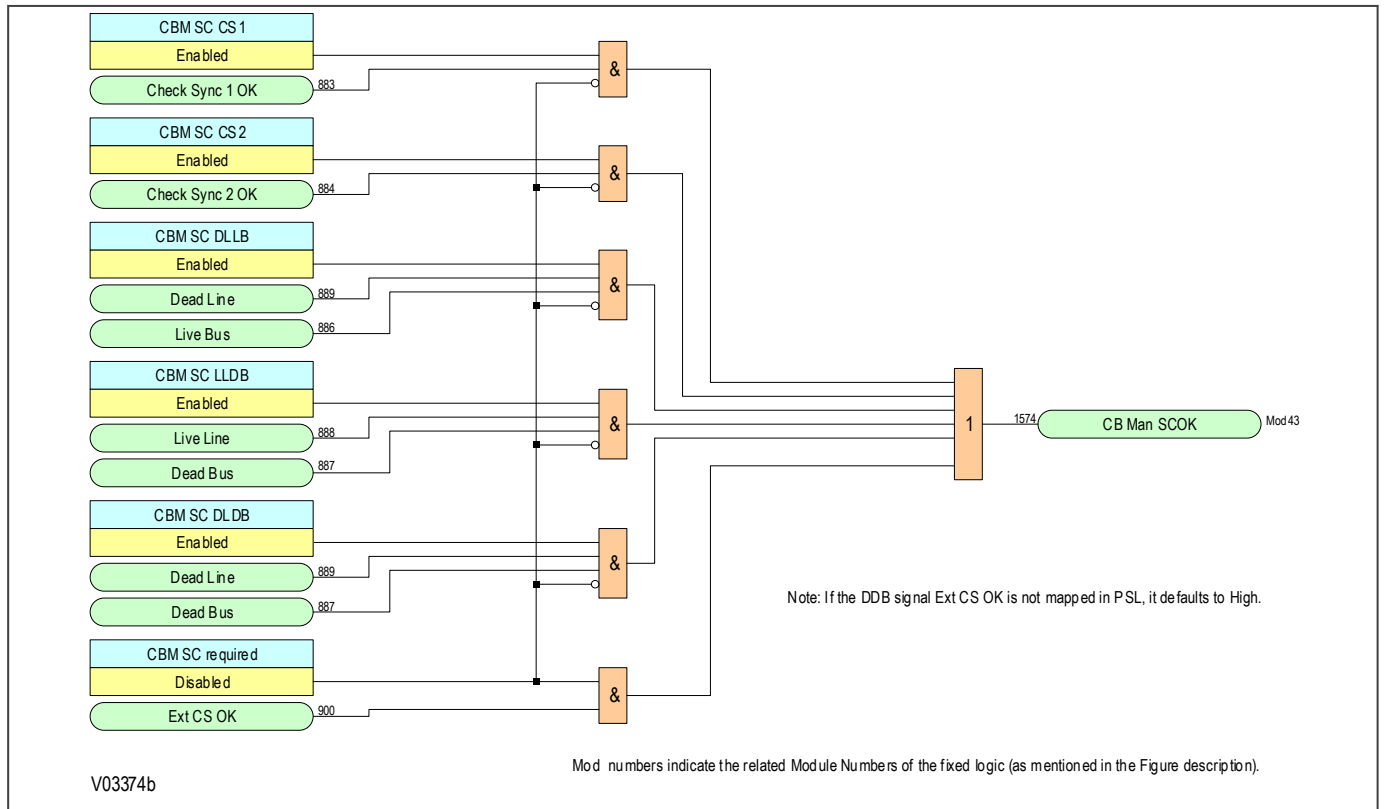 CBM SC CS1
Enabled
Check Sync 1 OK
883
&
CBM SC CS2
Enabled
Check Sync 2 OK
884
&
CBM SC DLLB
Enabled
Dead Line
889
Live Bus
886
&
CBM SC LLDB
Enabled
Live Line
888
Dead Bus
887
&
1
1574
CB Man SCOK
Mod 43
CBM SC DLDB
Enabled
Dead Line
889
Dead Bus
887
&
Note: If the DDB signal Ext CS OK is not mapped in PSL, it defaults to High.
CBM SC required
Disabled
Ext CS OK
900
&
Mod numbers indicate the related Module Numbers of the fixed logic (as mentioned in the Figure description).
V03374b